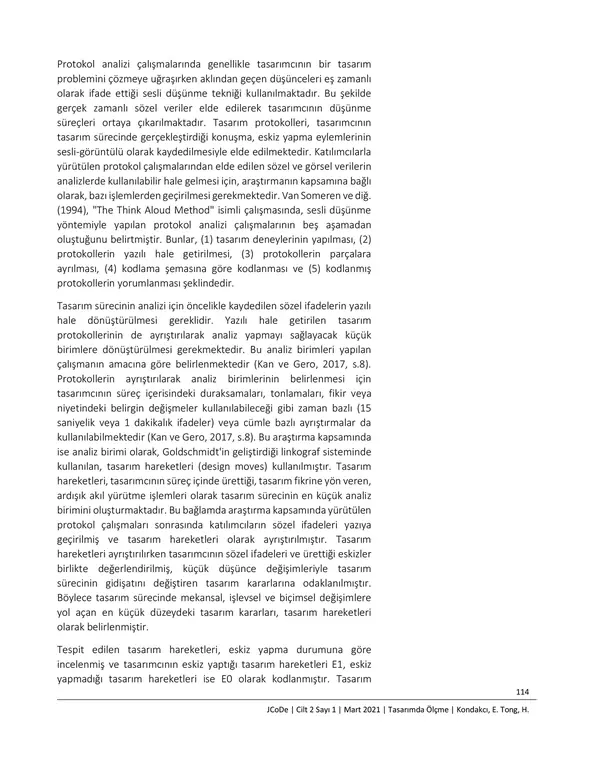 Protokol analizi çalışmalarında genellikle tasarımcının bir tasarım
problemini çözmeye uğraşırken aklından geçen düşünceleri eş zamanlı
olarak ifade ettiği sesli düşünme tekniği kullanılmaktadır. Bu şekilde
gerçek zamanlı sözel veriler elde edilerek tasarımcının düşünme
süreçleri ortaya çıkarılmaktadır. Tasarım protokolleri, tasarımcının
tasarım sürecinde gerçekleştirdiği konuşma, eskiz yapma eylemlerinin
sesli-görüntülü olarak kaydedilmesiyle elde edilmektedir. Katılımcılarla
yürütülen protokol çalışmalarından elde edilen sözel ve görsel verilerin
analizlerde kullanılabilir hale gelmesi için, araştırmanın kapsamına bağlı
olarak, bazı işlemlerden geçirilmesi gerekmektedir. Van Someren ve diğ.
(1994), "The Think Aloud Method" isimli çalışmasında, sesli düşünme
yöntemiyle yapılan protokol analizi çalışmalarının beş aşamadan
oluştuğunu belirtmiştir. Bunlar, (1) tasarım deneylerinin yapılması, (2)
protokollerin yazılı hale getirilmesi, (3) protokollerin parçalara
ayrılması, (4) kodlama şemasına göre kodlanması ve (5) kodlanmış
protokollerin yorumlanması şeklindedir.
Tasarım sürecinin analizi için öncelikle kaydedilen sözel ifadelerin yazılı
hale dönüştürülmesi gereklidir. Yazılı hale getirilen tasarım
protokollerinin de ayrıştırılarak analiz yapmayı sağlayacak küçük
birimlere dönüştürülmesi gerekmektedir. Bu analiz birimleri yapılan
çalışmanın amacına göre belirlenmektedir (Kan ve Gero, 2017, s.8).
Protokollerin ayrıştırılarak analiz birimlerinin belirlenmesi için
tasarımcının süreç içerisindeki duraksamaları, tonlamaları, fikir veya
niyetindeki belirgin değişmeler kullanılabileceği gibi zaman bazlı (15
saniyelik veya 1 dakikalık ifadeler) veya cümle bazlı ayrıştırmalar da
kullanılabilmektedir (Kan ve Gero, 2017, s.8). Bu araştırma kapsamında
ise analiz birimi olarak, Goldschmidt'in geliştirdiği linkograf sisteminde
kullanılan, tasarım hareketleri (design moves) kullanılmıştır. Tasarım
hareketleri, tasarımcının süreç içinde ürettiği, tasarım fikrine yön veren,
ardışık akıl yürütme işlemleri olarak tasarım sürecinin en küçük analiz
birimini oluşturmaktadır. Bu bağlamda araştırma kapsamında yürütülen
protokol çalışmaları sonrasında katılımcıların sözel ifadeleri yazıya
geçirilmiş ve tasarım hareketleri olarak ayrıştırılmıştır. Tasarım
hareketleri ayrıştırılırken tasarımcının sözel ifadeleri ve ürettiği eskizler
birlikte değerlendirilmiş, küçük düşünce değişimleriyle tasarım
sürecinin gidişatını değiştiren tasarım kararlarına odaklanılmıştır.
Böylece tasarım sürecinde mekansal, işlevsel ve biçimsel değişimlere
yol açan en küçük düzeydeki tasarım kararları, tasarım hareketleri
olarak belirlenmiştir.
Tespit edilen tasarım hareketleri, eskiz yapma durumuna göre
incelenmiş ve tasarımcının eskiz yaptığı tasarım hareketleri E1, eskiz
yapmadığı tasarım hareketleri ise E0 olarak kodlanmıştır. Tasarım
114
JCoDe | Cilt 2 Sayı 1 | Mart 2021 | Tasarımda Ölçme | Kondakcı, E. Tong, H.